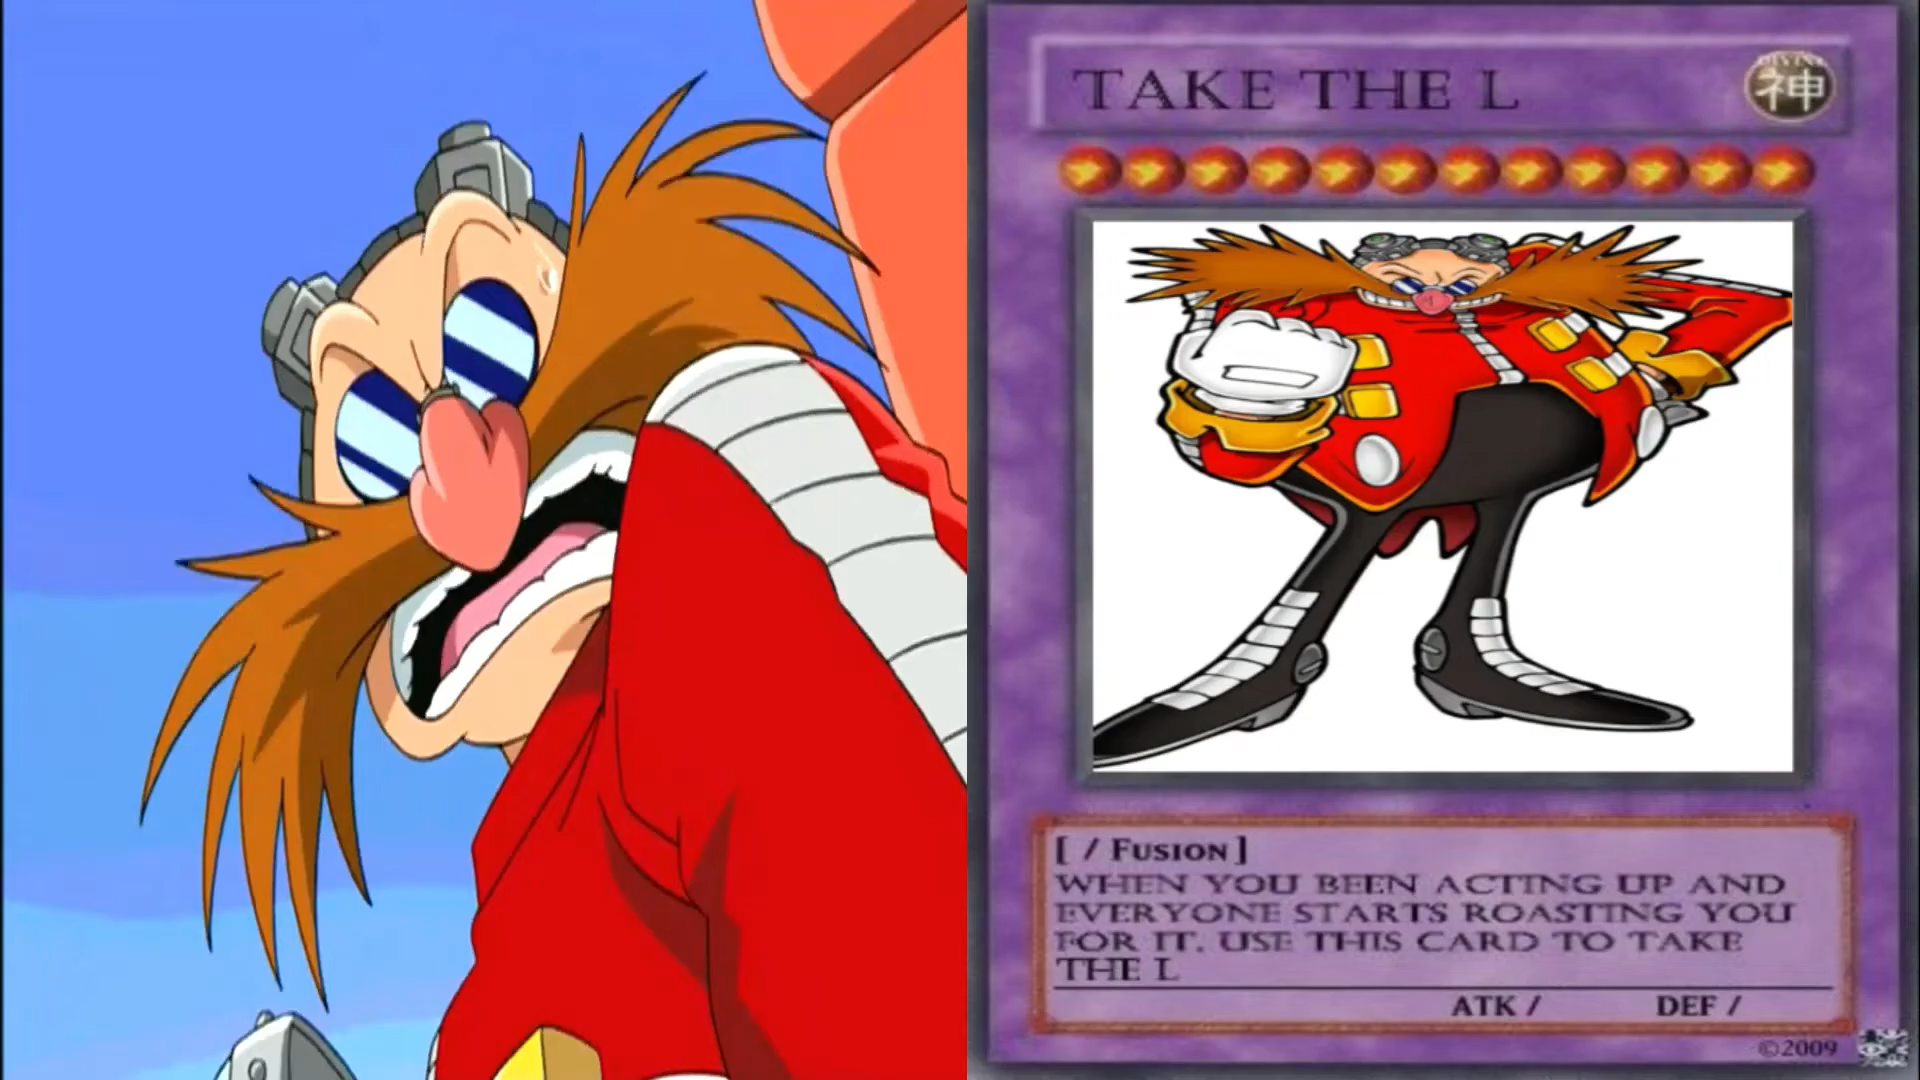 TAKE THE L
DIVINE
神
[ / FUSION ]
WHEN YOU BEEN ACTING UP AND
EVERYONE STARTS ROASTING YOU
FOR IT. USE THIS CARD TO TAKE
THE L
ATK / DEF /
©2009